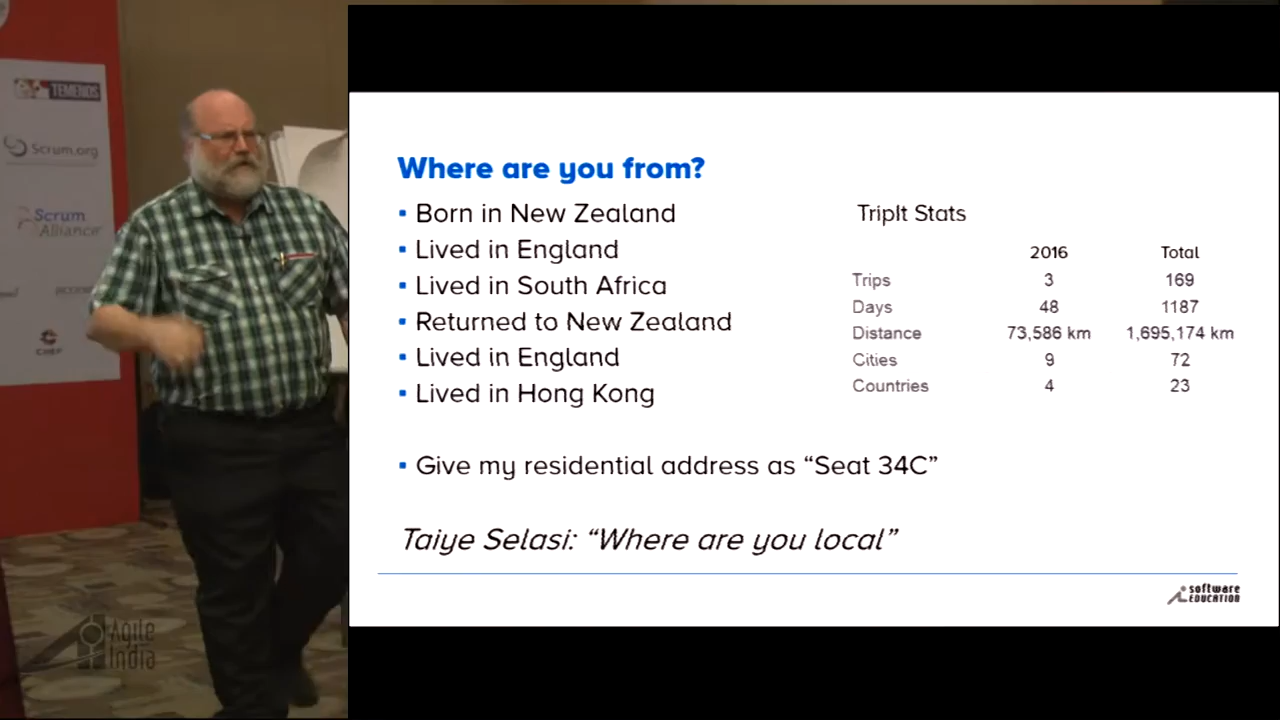 TEMENOS
Scrum.org
Scrum
Alliance
CHEF
Agile
India
Where are you from?
▪ Born in New Zealand
▪ Lived in England
▪ Lived in South Africa
▪ Returned to New Zealand
▪ Lived in England
▪ Lived in Hong Kong
▪ Give my residential address as “Seat 34C”
Taiye Selasi: “Where are you local”
TripIt Stats
2016 Total
Trips 3 169
Days 48 1187
Distance 73,586 km 1,695,174 km
Cities 9 72
Countries 4 23
software
EDUCATION